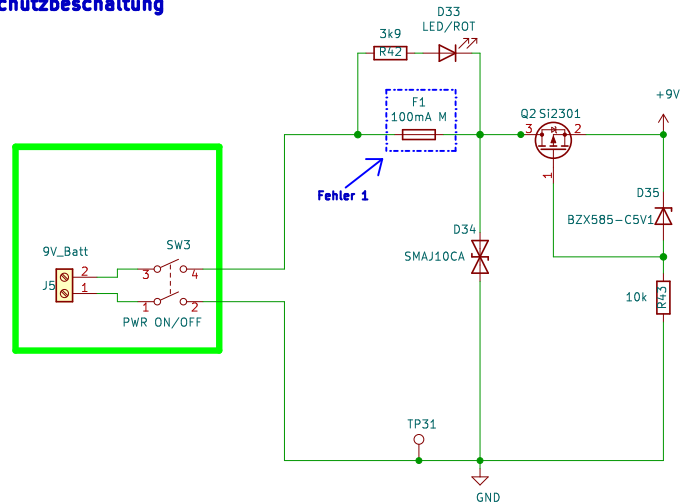 chutzbeschaltung
D33
LED/ROT
3k9
R42
F1
100mA M
Q2 Si2301
3
2
1
+9V
Fehler 1
D35
BZX585-C5V1
D34
SMAJ10CA
9V_Batt
SW3
J5
2
1
3
4
1
2
PWR ON/OFF
10k
R43
TP31
GND